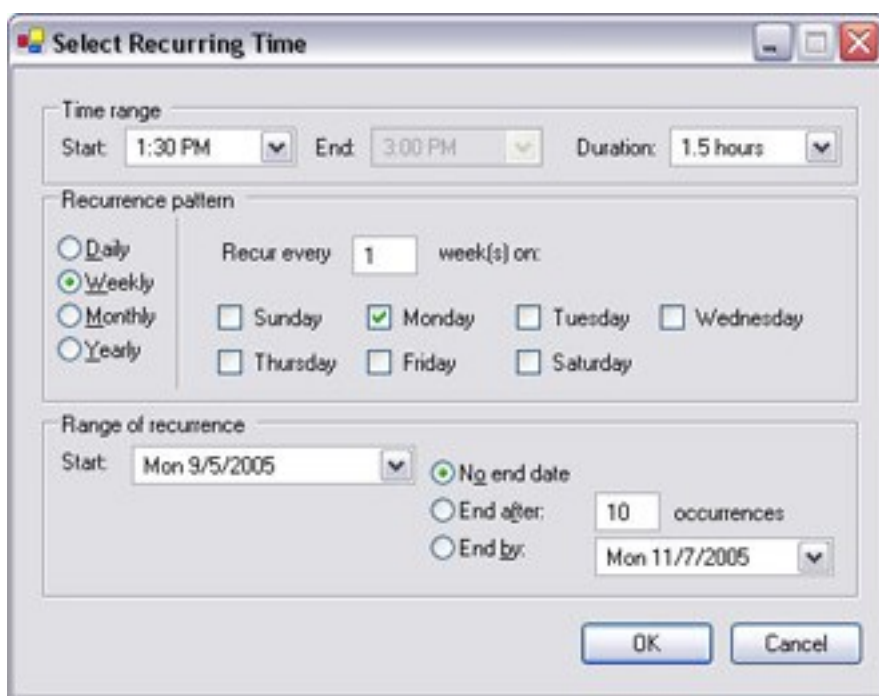 Select Recurring Time
Time range
Start: 1:30 PM End: 3:00 PM Duration: 1.5 hours
Recurrence pattern
Daily
Recur every 1 week(s) on:
Weekly
Monthly
Sunday Monday Tuesday Wednesday
Yearly
Thursday Friday Saturday
Range of recurrence
Start: Mon 9/5/2005
No end date
End after: 10 occurrences
End by: Mon 11/7/2005
OK Cancel